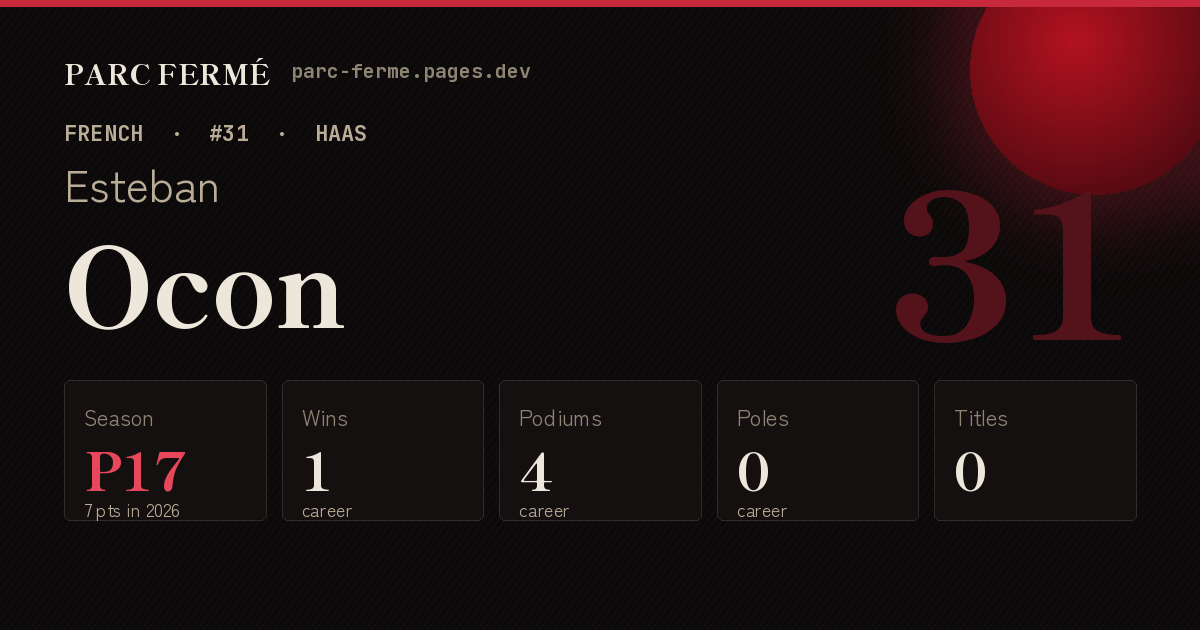 PARC FERMÉ parc-ferme.pages.dev
FRENCH · #31 · HAAS
Esteban
Ocon
31
Season Wins Podiums Poles Titles
P17 1 4 0 0
7 pts in 2026 career career career